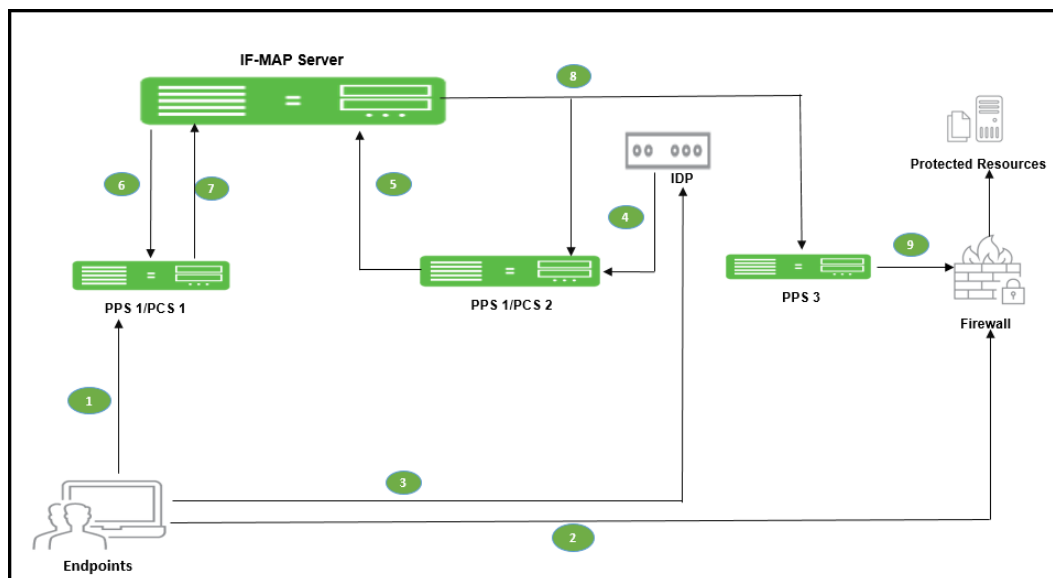 IF-MAP Server
8
Protected Resources
6
7
5
IDP
4
9
PPS 1/PCS 1
PPS 1/PCS 2
PPS 3
Firewall
1
3
2
Endpoints